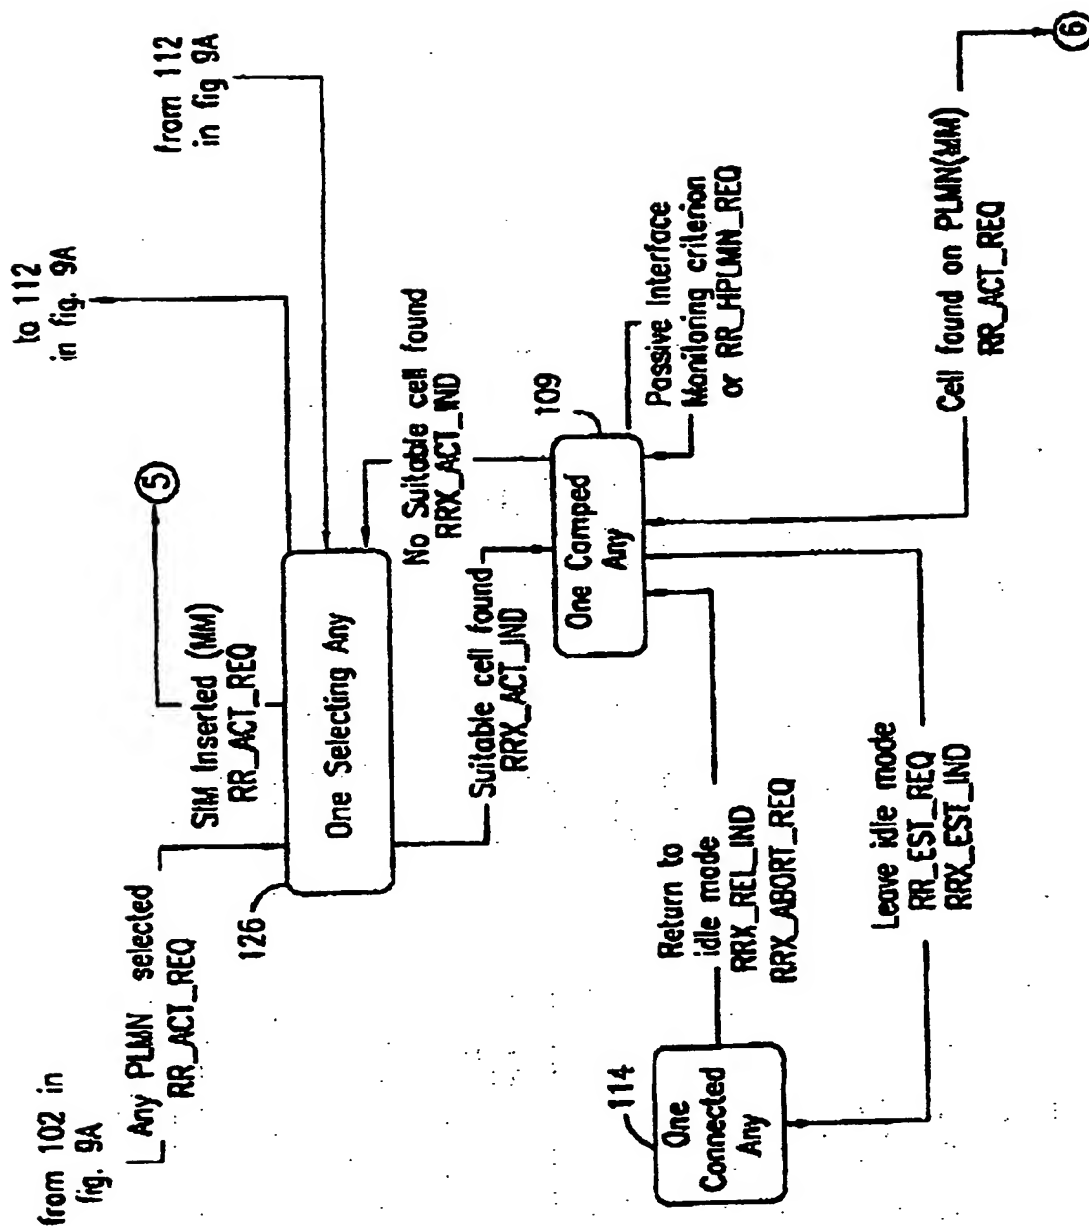 from 102 in
fig. 9A
to 112
in fig. 9A
from 112
in fig 9A
Any PLMN selected
RR_ACT_REQ
SIM Inserted (MM)
RR_ACT_REQ
5
126
One Selecting Any
Suitable cell found
RRX_ACT_IND
No Suitable cell found
RRX_ACT_IND
109
One Camped
Any
Passive Interface
Monitoring criterion
or RR_HPLMN_REQ
Return to
idle mode
RRX_REL_IND
RRX_ABORT_REQ
114
One
Connected
Any
Leave idle mode
RR_EST_REQ
RRX_EST_IND
Cell found on PLMN(MM)
RR_ACT_REQ
6